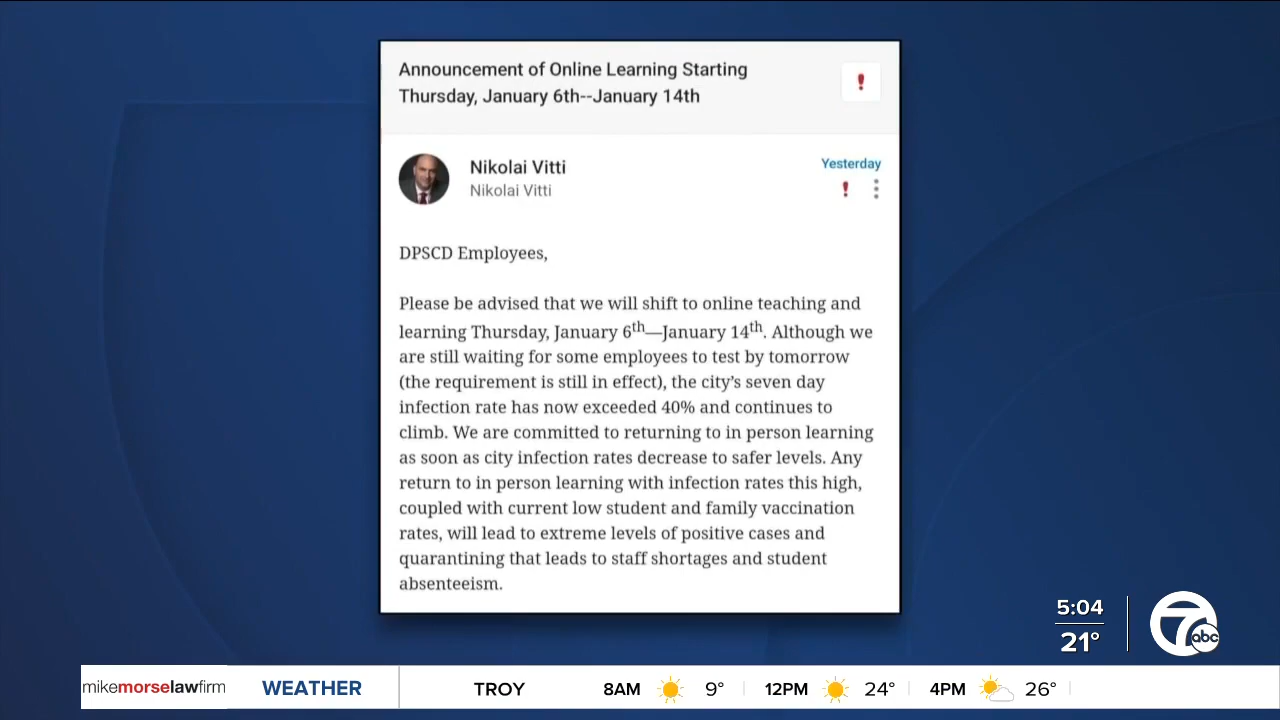 Announcement of Online Learning Starting
Thursday, January 6th--January 14th
Nikolai Vitti
Yesterday
Nikolai Vitti
DPSCD Employees,
Please be advised that we will shift to online teaching and
learning Thursday, January 6th—January 14th. Although we
are still waiting for some employees to test by tomorrow
(the requirement is still in effect), the city’s seven day
infection rate has now exceeded 40% and continues to
climb. We are committed to returning to in person learning
as soon as city infection rates decrease to safer levels. Any
return to in person learning with infection rates this high,
coupled with current low student and family vaccination
rates, will lead to extreme levels of positive cases and
quarantining that leads to staff shortages and student
absenteeism.
5:04
21°
7 abc
mikemorselawfirm WEATHER TROY 8AM 9° 12PM 24° 4PM 26°